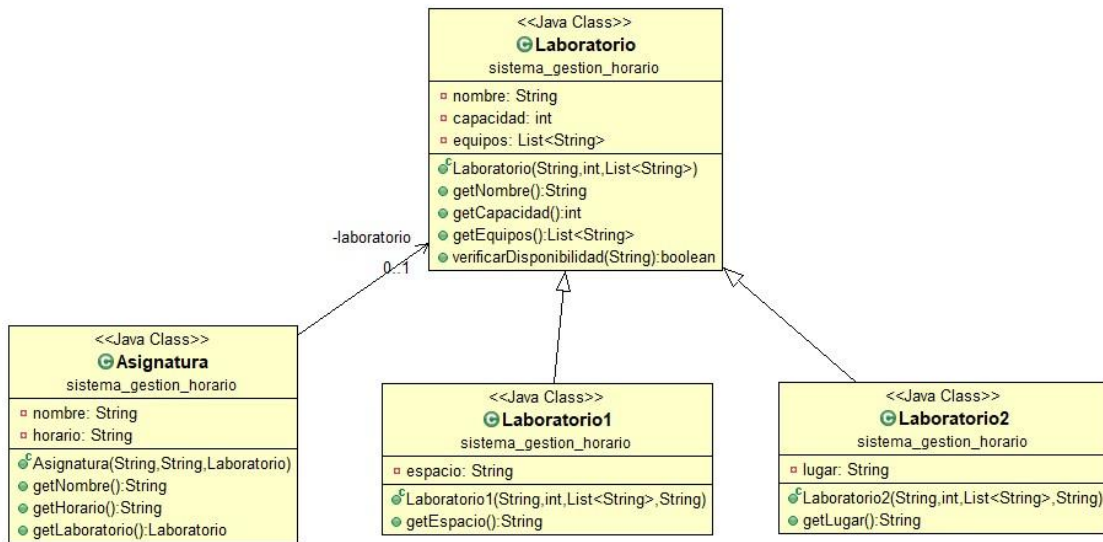 <<Java Class>>
Laboratorio
sistema_gestion_horario
nombre: String
capacidad: int
equipos: List<String>
Laboratorio(String,int,List<String>)
getNombre():String
getCapacidad():int
getEquipos():List<String>
verificarDisponibilidad(String):boolean
-laboratorio
0..1
<<Java Class>>
Asignatura
sistema_gestion_horario
nombre: String
horario: String
Asignatura(String,String,Laboratorio)
getNombre():String
getHorario():String
getLaboratorio():Laboratorio
<<Java Class>>
Laboratorio1
sistema_gestion_horario
espacio: String
Laboratorio1(String,int,List<String>,String)
getEspacio():String
<<Java Class>>
Laboratorio2
sistema_gestion_horario
lugar: String
Laboratorio2(String,int,List<String>,String)
getLugar():String